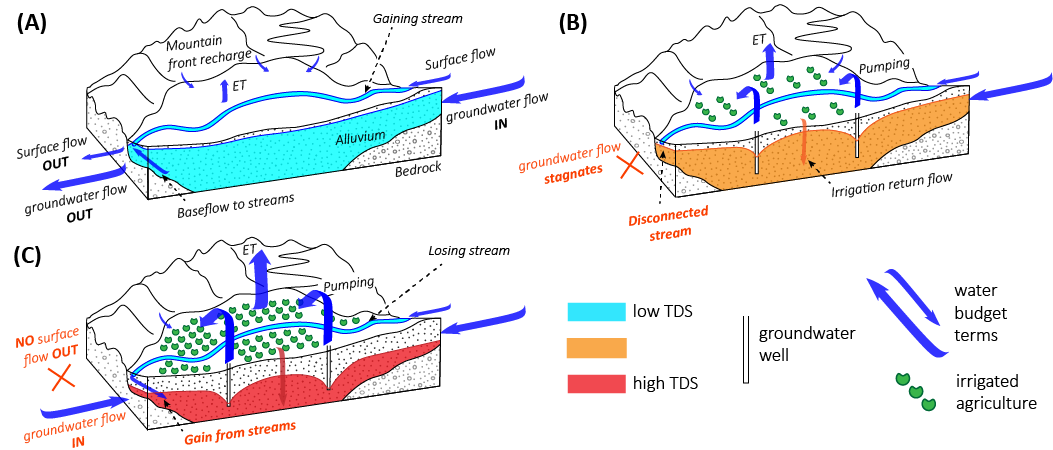 (A)
Mountain
front recharge
Gaining stream
Surface flow
ET
groundwater flow
IN
Alluvium
Surface flow
OUT
Bedrock
groundwater flow
OUT
Baseflow to streams
(B)
ET
Pumping
groundwater flow
stagnates
Irrigation return flow
Disconnected
stream
(C)
ET
Losing stream
Pumping
NO surface
flow OUT
groundwater flow
IN
Gain from streams
low TDS
high TDS
groundwater
well
water
budget
terms
irrigated
agriculture